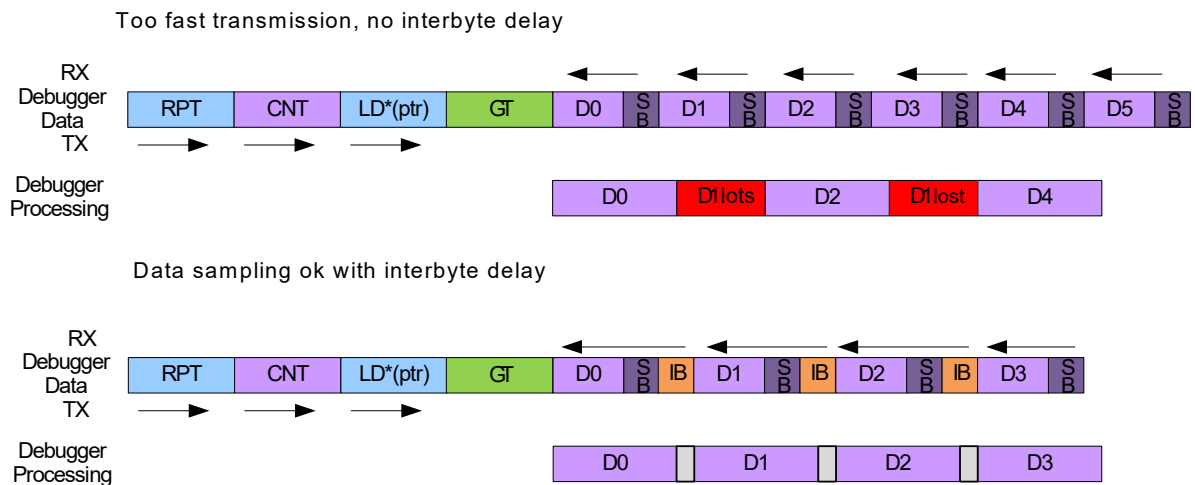 Too fast transmission, no interbyte delay
RX
Debugger
Data
TX
RPT CNT LD*(ptr) GT D0 SB D1 SB D2 SB D3 SB D4 SB D5 SB
Debugger
Processing
D0 D1lots D2 D1lost D4
Data sampling ok with interbyte delay
RX
Debugger
Data
TX
RPT CNT LD*(ptr) GT D0 SB IB D1 SB IB D2 SB IB D3 SB
Debugger
Processing
D0 D1 D2 D3